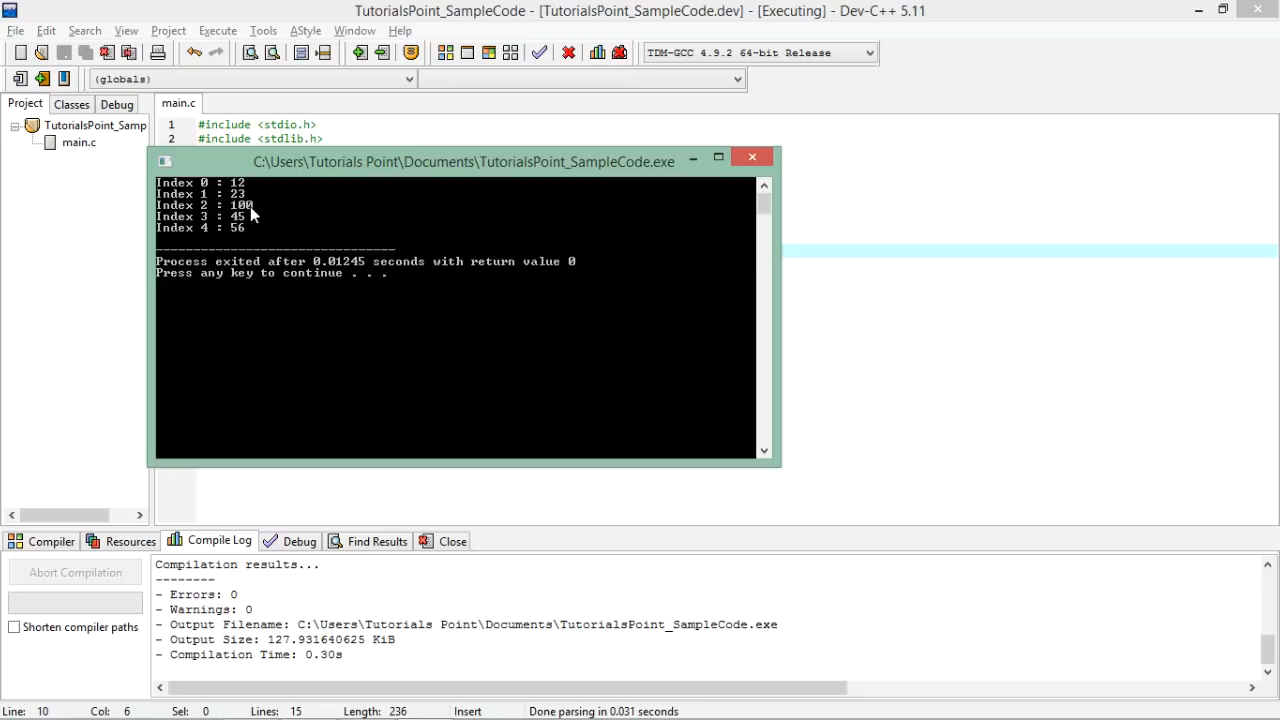 TutorialsPoint_SampleCode - [TutorialsPoint_SampleCode.dev] - [Executing] - Dev-C++ 5.11
File Edit Search View Project Execute Tools AStyle Window Help
TDM-GCC 4.9.2 64-bit Release
(globals)
Project Classes Debug main.c
TutorialsPoint_Samp
main.c
1 #include <stdio.h>
2 #include <stdlib.h>
C:\Users\Tutorials Point\Documents\TutorialsPoint_SampleCode.exe
Index 0 : 12
Index 1 : 23
Index 2 : 100
Index 3 : 45
Index 4 : 56
--------------------------------
Process exited after 0.01245 seconds with return value 0
Press any key to continue . . .
Compiler Resources Compile Log Debug Find Results Close
Abort Compilation
Shorten compiler paths
Compilation results...
--------
- Errors: 0
- Warnings: 0
- Output Filename: C:\Users\Tutorials Point\Documents\TutorialsPoint_SampleCode.exe
- Output Size: 127.931640625 KiB
- Compilation Time: 0.30s
Line: 10 Col: 6 Sel: 0 Lines: 15 Length: 236 Insert Done parsing in 0.031 seconds